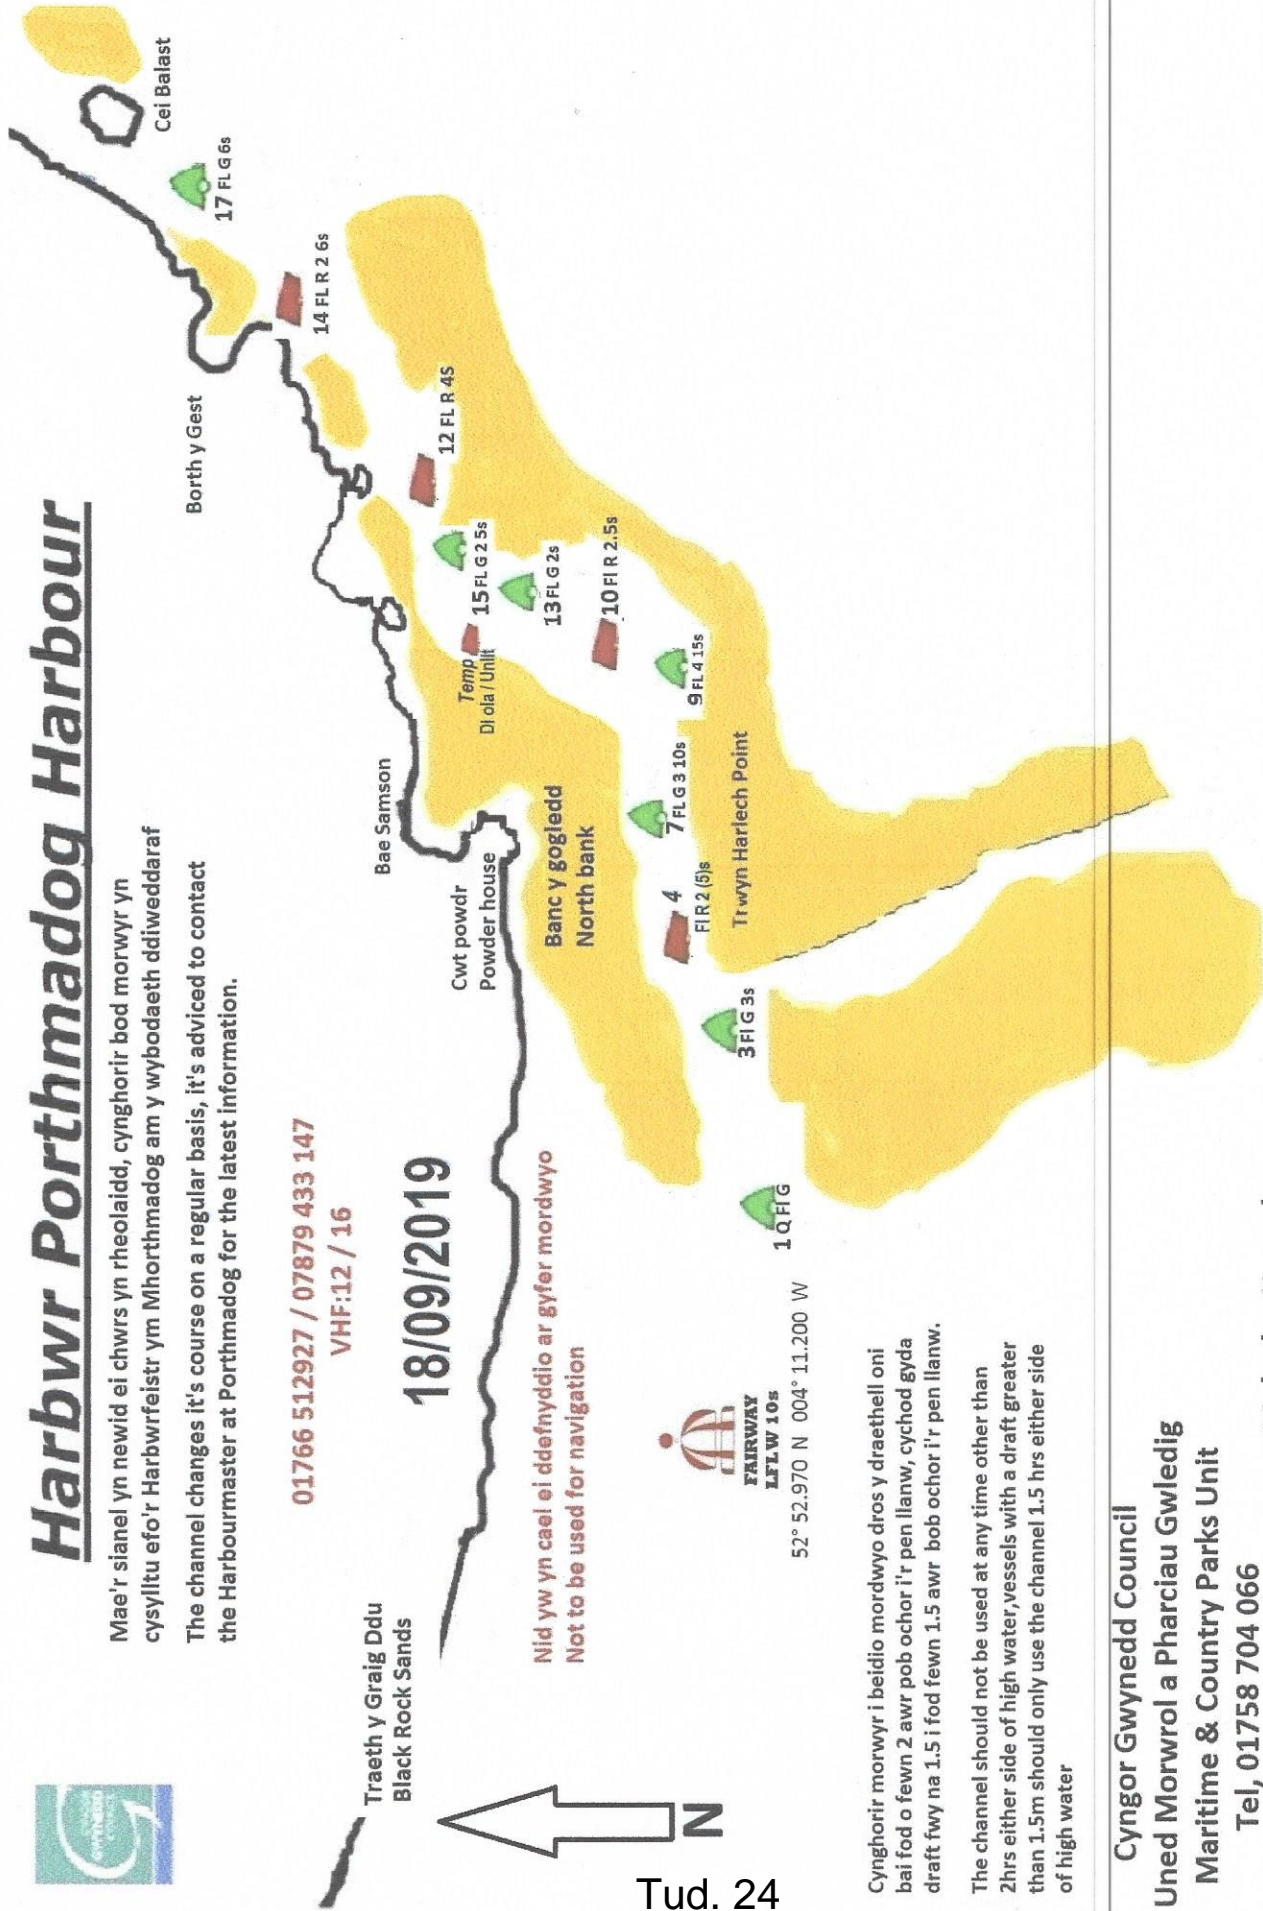 Harbwr Porthmadog Harbour
Mae'r sianel yn newid ei chwrs yn rheolaidd, cynghorir bod morwyr yn
cysylltu efo'r Harbwrfeistr ym Mhorthmadog am y wybodaeth ddiweddaraf
The channel changes it's course on a regular basis, it's adviced to contact
the Harbourmaster at Porthmadog for the latest information.
01766 512927 / 07879 433 147
VHF:12 / 16
18/09/2019
Traeth y Graig Ddu
Black Rock Sands
Nid yw yn cael ei ddefnyddio ar gyfer mordwyo
Not to be used for navigation
Cei Balast
17 FL G 6s
Borth y Gest
14 FL R 2 6s
12 FL R 4S
15 FL G 2 5s
13 FL G 2s
Temp
Di ola / Unlit
10 Fl R 2.5s
9 FL 4 15s
Bae Samson
Cwt powdr
Powder house
Banc y gogledd
North bank
7 FL G 3 10s
4
Fl R 2 (5)s
Trwyn Harlech Point
3 Fl G 3s
1 Q Fl G
FAIRWAY
LFLW 10s
52° 52.970 N 004° 11.200 W
N
Cynghorir morwyr i beidio mordwyo dros y draethell oni
bai fod o fewn 2 awr pob ochor i'r pen llanw, cychod gyda
draft fwy na 1.5 i fod fewn 1.5 awr bob ochor i'r pen llanw.
The channel should not be used at any time other than
2hrs either side of high water,vessels with a draft greater
than 1.5m should only use the channel 1.5 hrs either side
of high water
Cyngor Gwynedd Council
Uned Morwrol a Pharciau Gwledig
Maritime & Country Parks Unit
Tel, 01758 704 066
Tud. 24